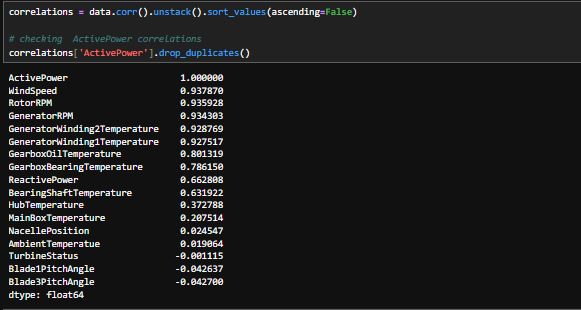 correlations = data.corr().unstack().sort_values(ascending=False)
# checking  ActivePower correlations
correlations['ActivePower'].drop_duplicates()
ActivePower                    1.000000
WindSpeed                      0.937870
RotorRPM                       0.935928
GeneratorRPM                   0.934303
GeneratorWinding2Temperature   0.928769
GeneratorWinding1Temperature   0.927517
GearboxOilTemperature          0.801319
GearboxBearingTemperature      0.786150
ReactivePower                  0.662808
BearingShaftTemperature        0.631922
HubTemperature                 0.372788
MainBoxTemperature             0.207514
NacellePosition                0.024547
AmbientTemperatue              0.019064
TurbineStatus                 -0.001115
Blade1PitchAngle              -0.042637
Blade3PitchAngle              -0.042700
dtype: float64